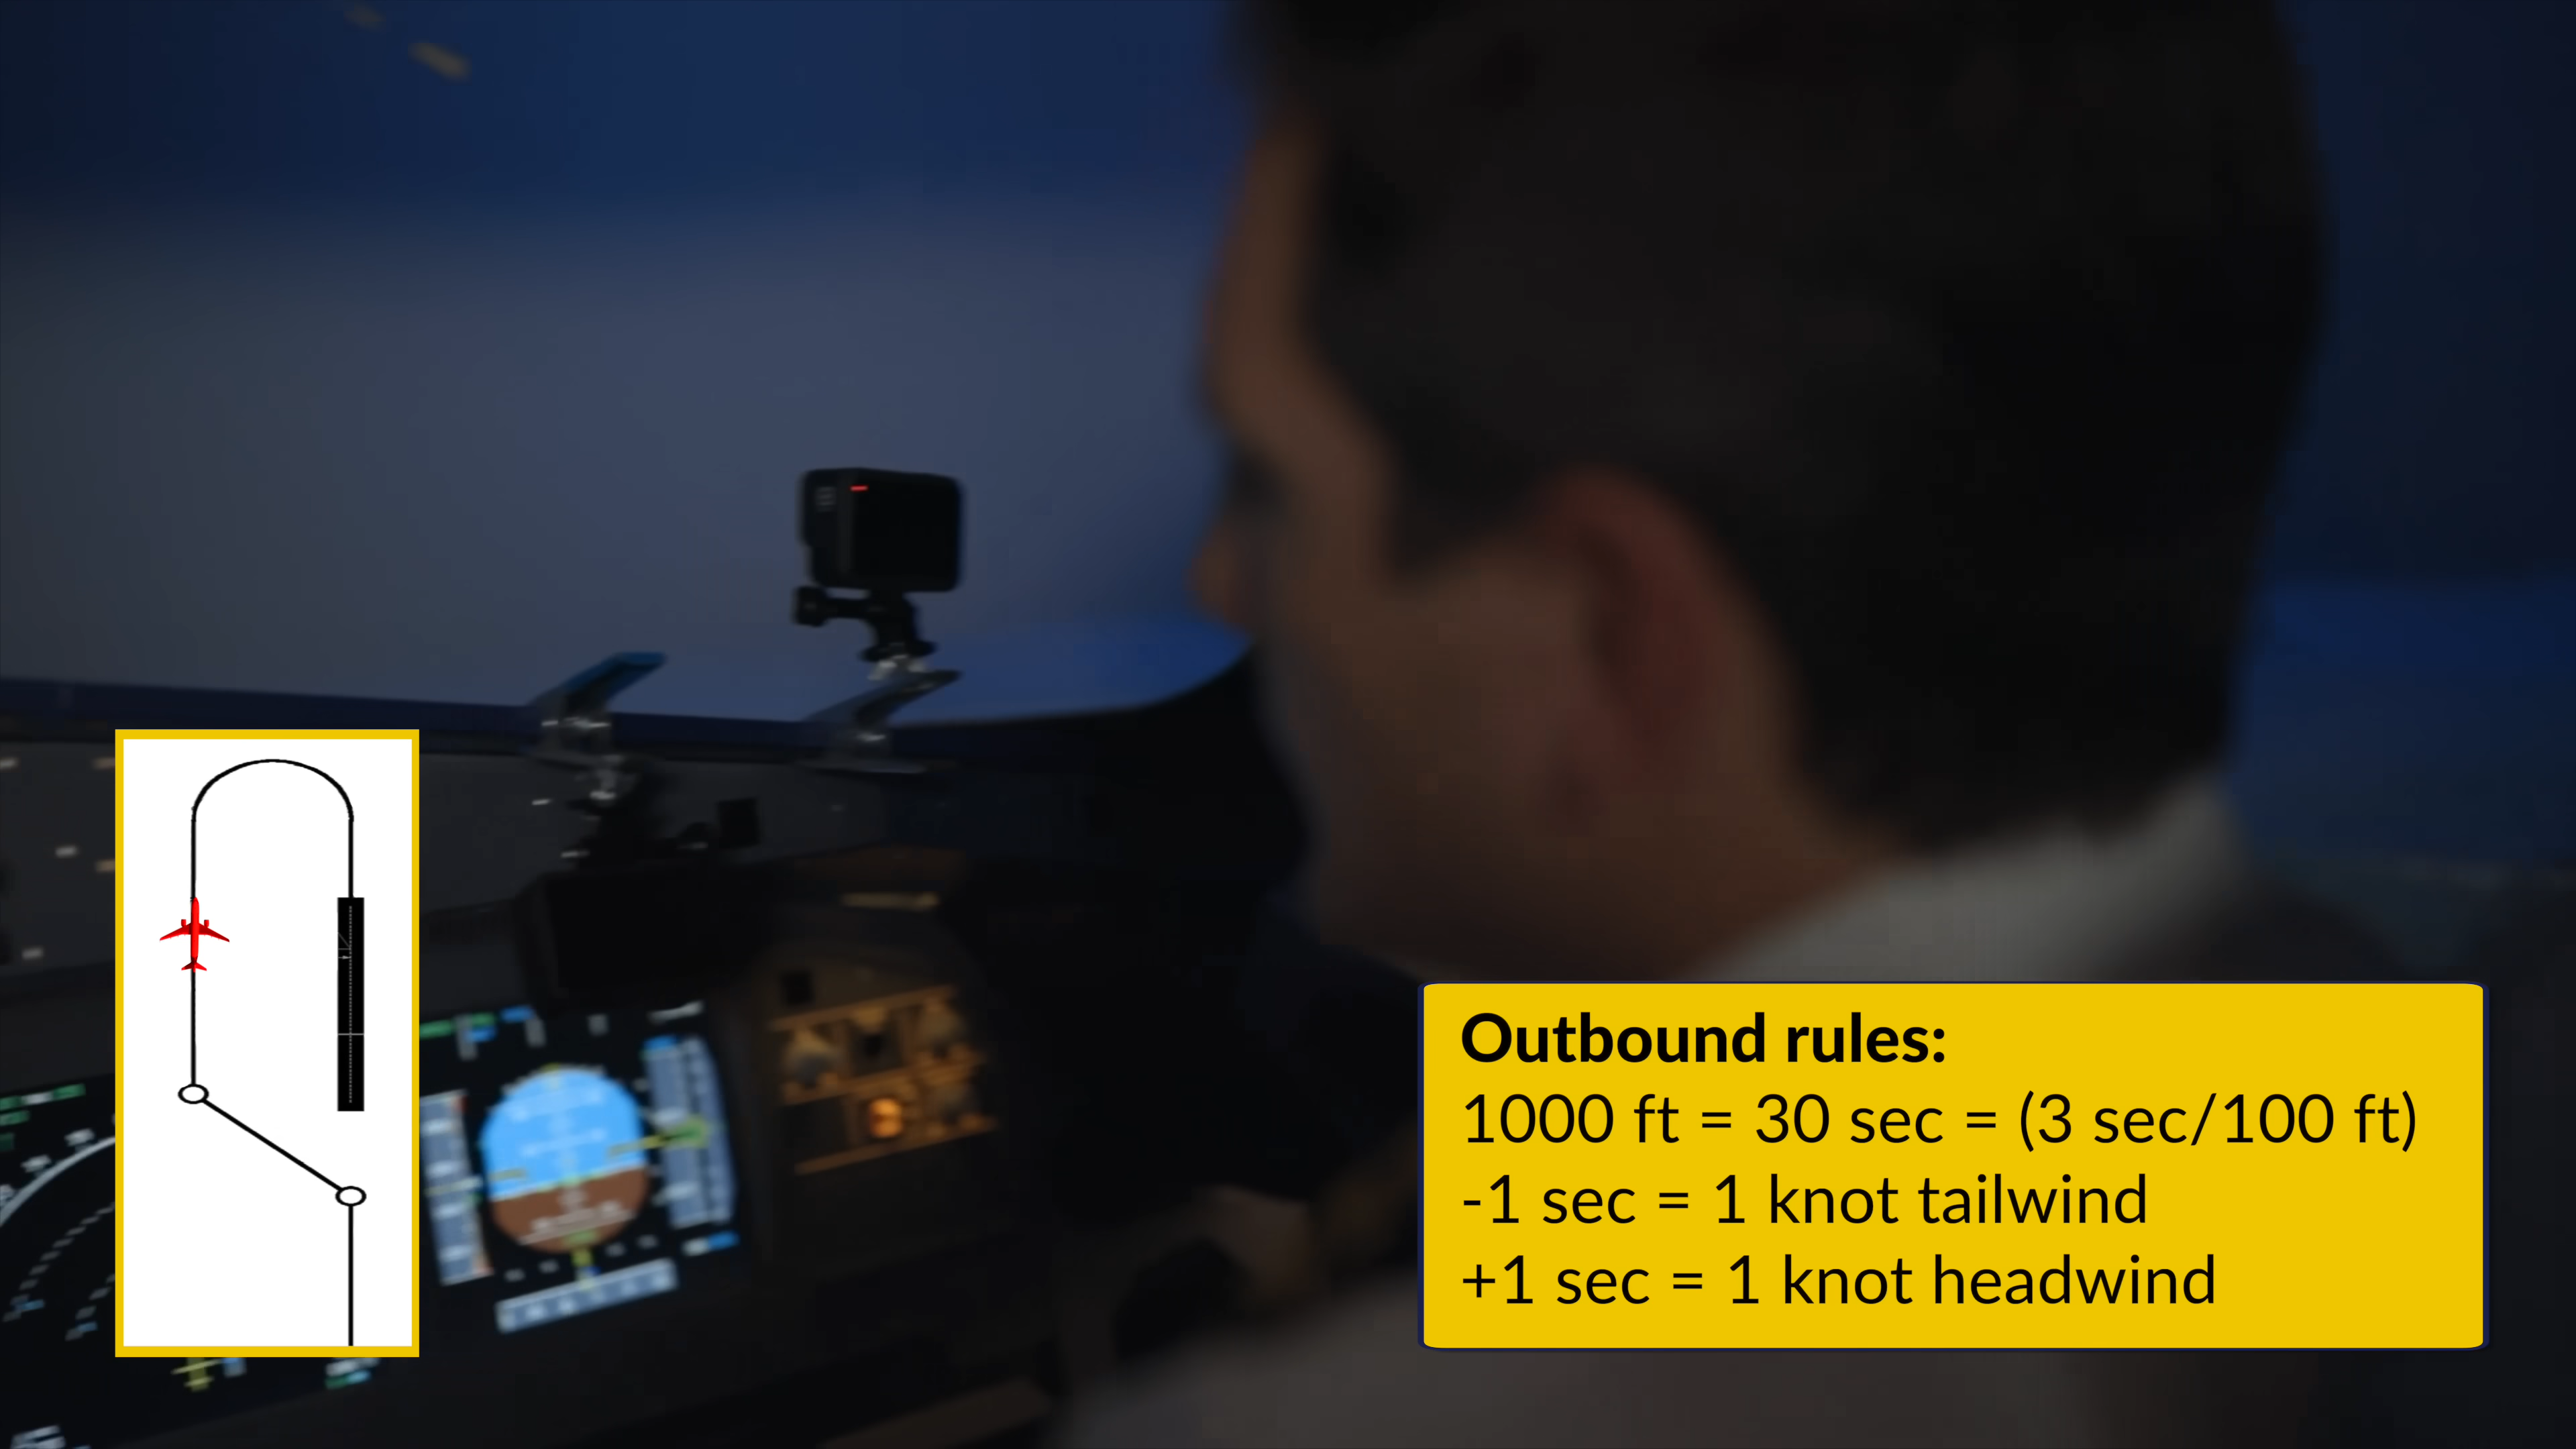 Outbound rules:
1000 ft = 30 sec = (3 sec/100 ft)
-1 sec = 1 knot tailwind
+1 sec = 1 knot headwind